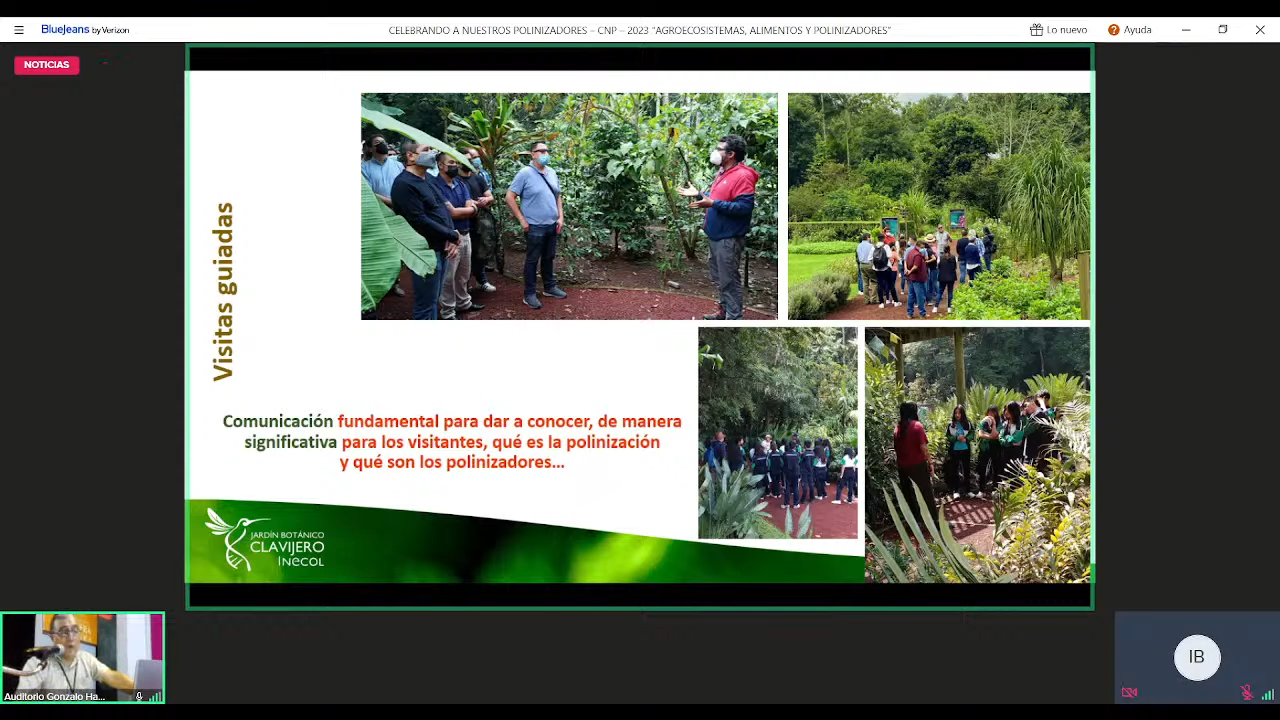 BlueJeans by Verizon
CELEBRANDO A NUESTROS POLINIZADORES – CNP – 2023 "AGROECOSISTEMAS, ALIMENTOS Y POLINIZADORES"
Lo nuevo
? Ayuda
NOTICIAS
Visitas guiadas
Comunicación fundamental para dar a conocer, de manera
significativa para los visitantes, qué es la polinización
y qué son los polinizadores...
JARDÍN BOTÁNICO
CLAVIJERO
INECOL
Auditorio Gonzalo Ha...
IB